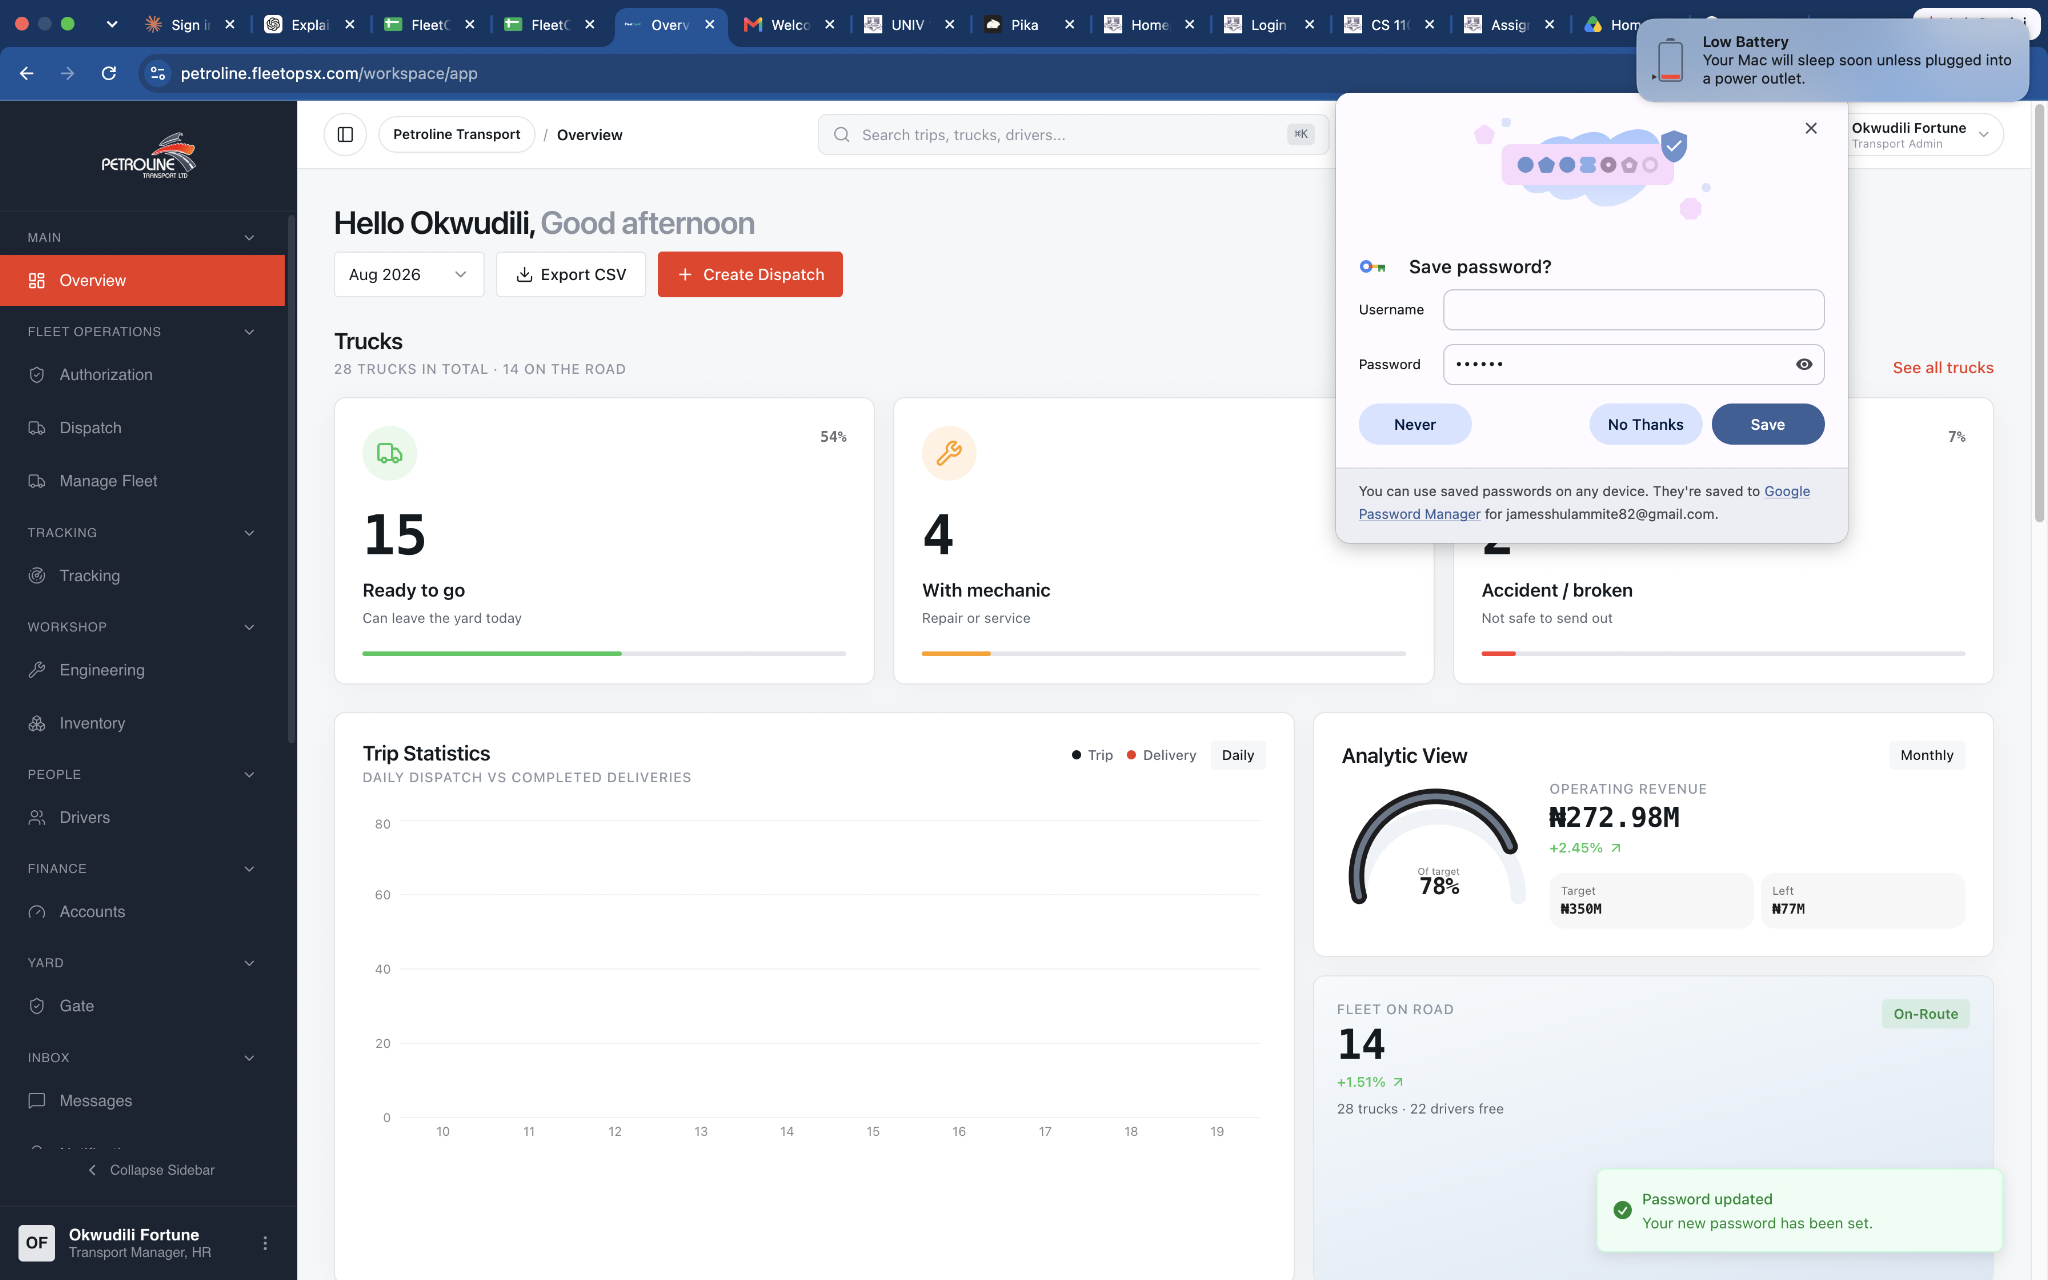 Sign i
Explai
FleetC
FleetC
Overv
Welco
UNIV
Pika
Home
Login
CS 110
Assig
Hom
Low Battery
Your Mac will sleep soon unless plugged into
a power outlet.
petroline.fleetopsx.com/workspace/app
PETROLINE
TRANSPORT LTD
Petroline Transport / Overview
Search trips, trucks, drivers...
⌘K
Okwudili Fortune
Transport Admin
MAIN
Overview
FLEET OPERATIONS
Authorization
Dispatch
Manage Fleet
TRACKING
Tracking
WORKSHOP
Engineering
Inventory
PEOPLE
Drivers
FINANCE
Accounts
YARD
Gate
INBOX
Messages
Collapse Sidebar
OF
Okwudili Fortune
Transport Manager, HR
Hello Okwudili, Good afternoon
Aug 2026
Export CSV
+ Create Dispatch
Trucks
28 TRUCKS IN TOTAL · 14 ON THE ROAD
See all trucks
54%
15
Ready to go
Can leave the yard today
4
With mechanic
Repair or service
7%
2
Accident / broken
Not safe to send out
Save password?
Username
Password
••••••
Never
No Thanks
Save
You can use saved passwords on any device. They're saved to Google
Password Manager for jamesshulammite82@gmail.com.
Trip Statistics
DAILY DISPATCH VS COMPLETED DELIVERIES
Trip
Delivery
Daily
80
60
40
20
0
10 11 12 13 14 15 16 17 18 19
Analytic View
Monthly
Of target
78%
OPERATING REVENUE
₦272.98M
+2.45%
Target
₦350M
Left
₦77M
FLEET ON ROAD
On-Route
14
+1.51%
28 trucks · 22 drivers free
Password updated
Your new password has been set.